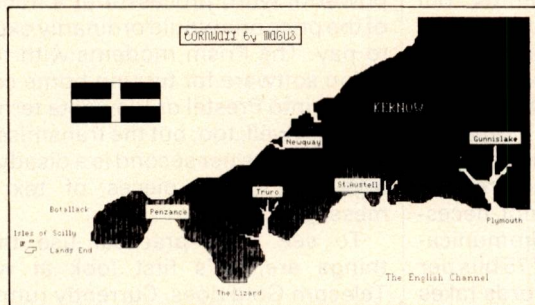 CORNWALL by MAGUS
KERNOW
Gunnislake
Newquay
Truro
St.Austell
Botallack
Penzance
Plymouth
Isles of Scilly
Lands End
The English Channel
The Lizard